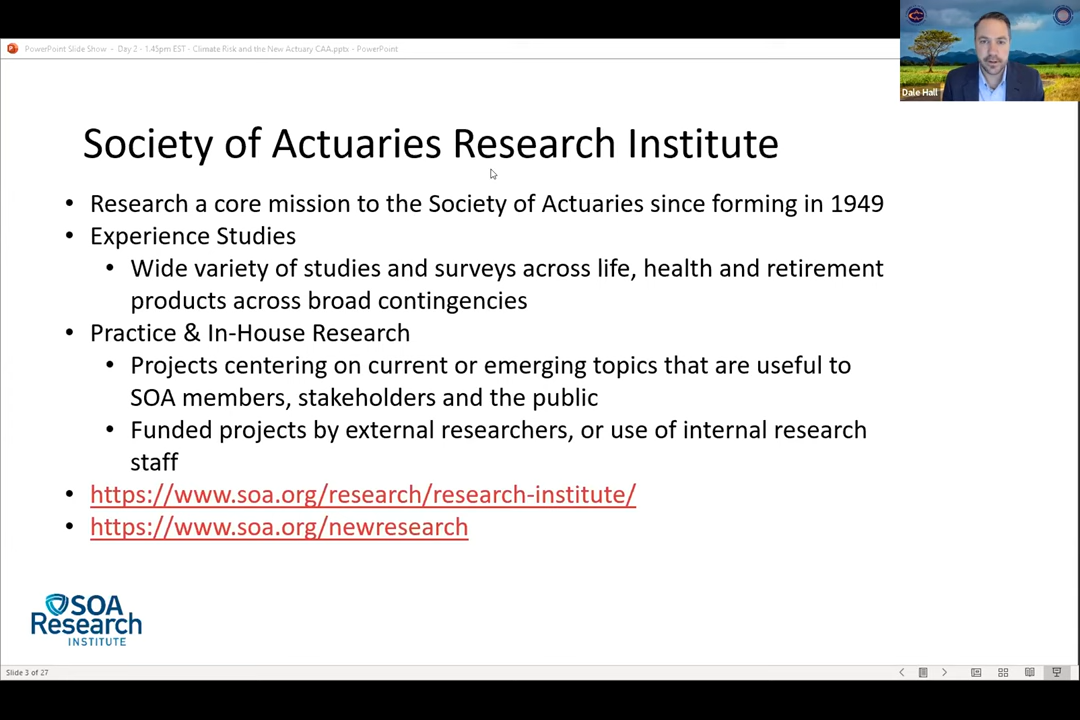 PowerPoint Slide Show - Day 2 - 1.45pm EST - Climate Risk and the New Actuary CAA.ppts - PowerPoint
Dale Hall
Society of Actuaries Research Institute
• Research a core mission to the Society of Actuaries since forming in 1949
• Experience Studies
• Wide variety of studies and surveys across life, health and retirement
products across broad contingencies
• Practice & In-House Research
• Projects centering on current or emerging topics that are useful to
SOA members, stakeholders and the public
• Funded projects by external researchers, or use of internal research
staff
• https://www.soa.org/research/research-institute/
• https://www.soa.org/newresearch
SOA
Research
INSTITUTE
Slide 3 of 27